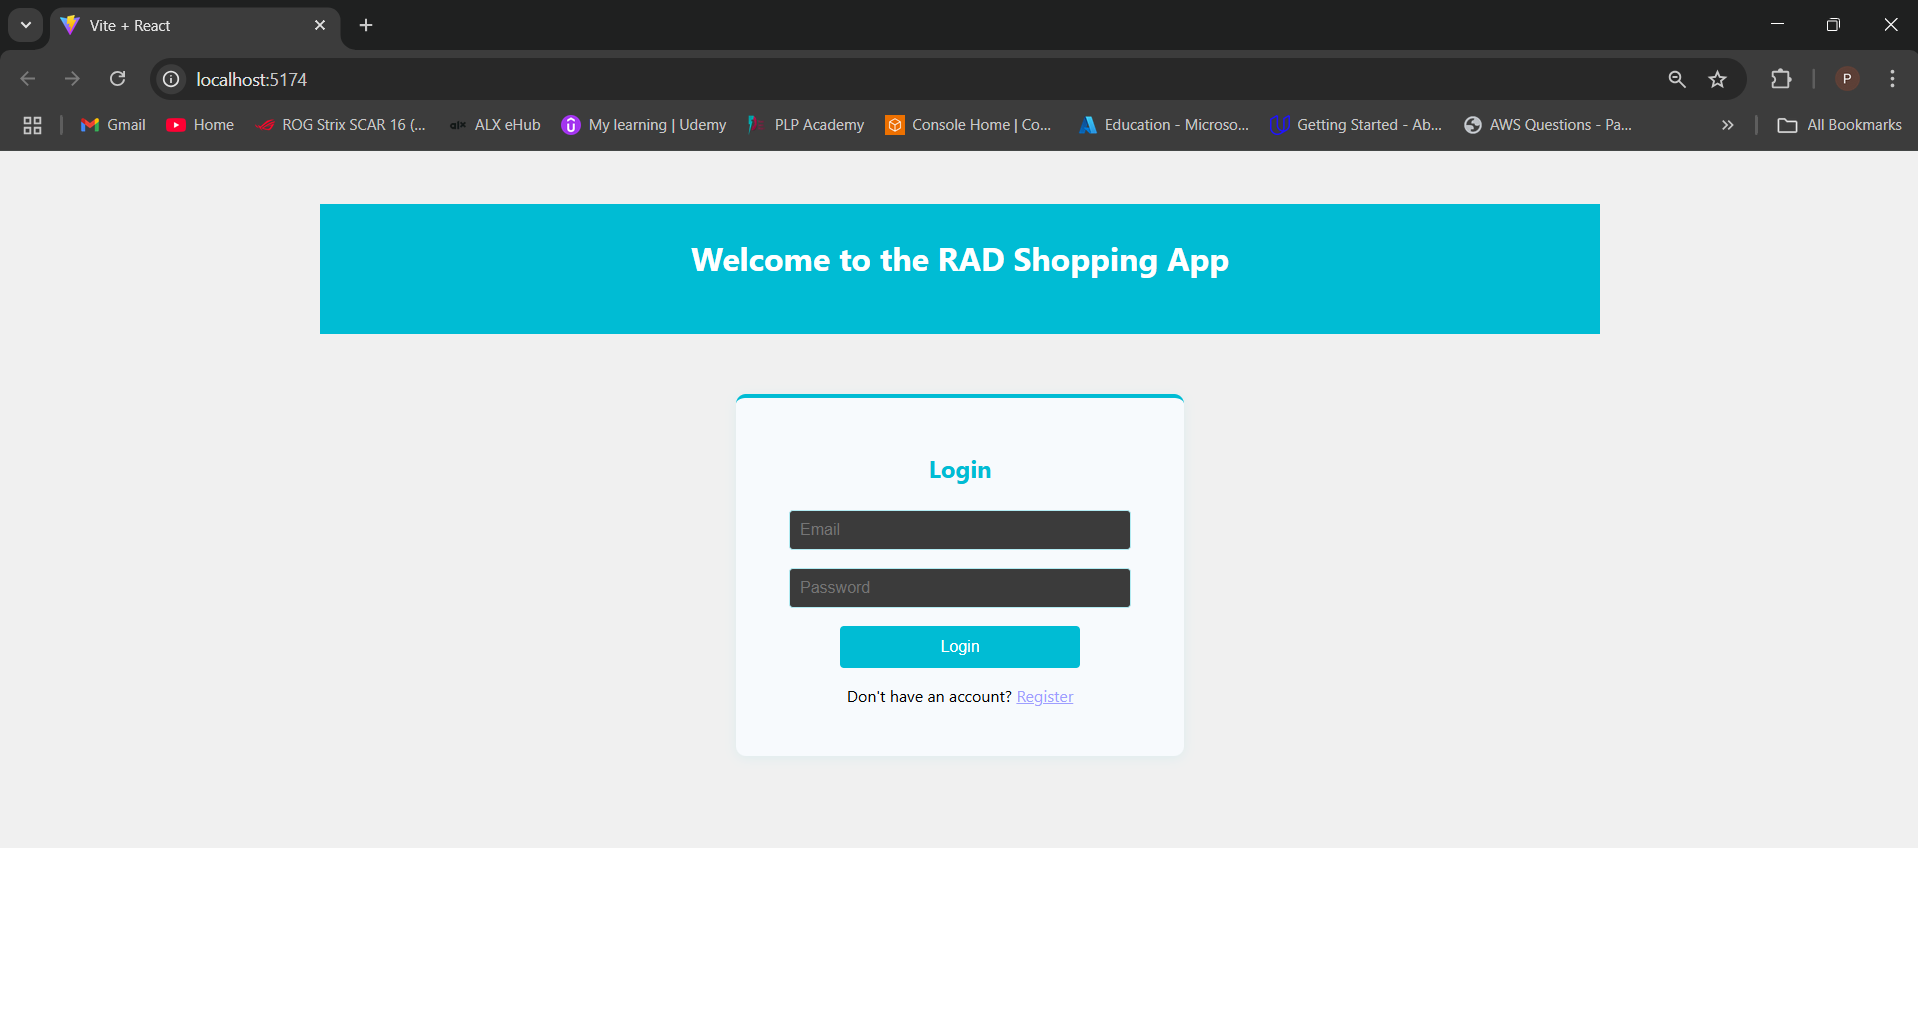 Vite + React
localhost:5174
P
Gmail
Home
ROG Strix SCAR 16 (...
alx ALX eHub
My learning | Udemy
PLP Academy
Console Home | Co...
Education - Microso...
Getting Started - Ab...
AWS Questions - Pa...
All Bookmarks
Welcome to the RAD Shopping App
Login
Email
Password
Login
Don't have an account? Register